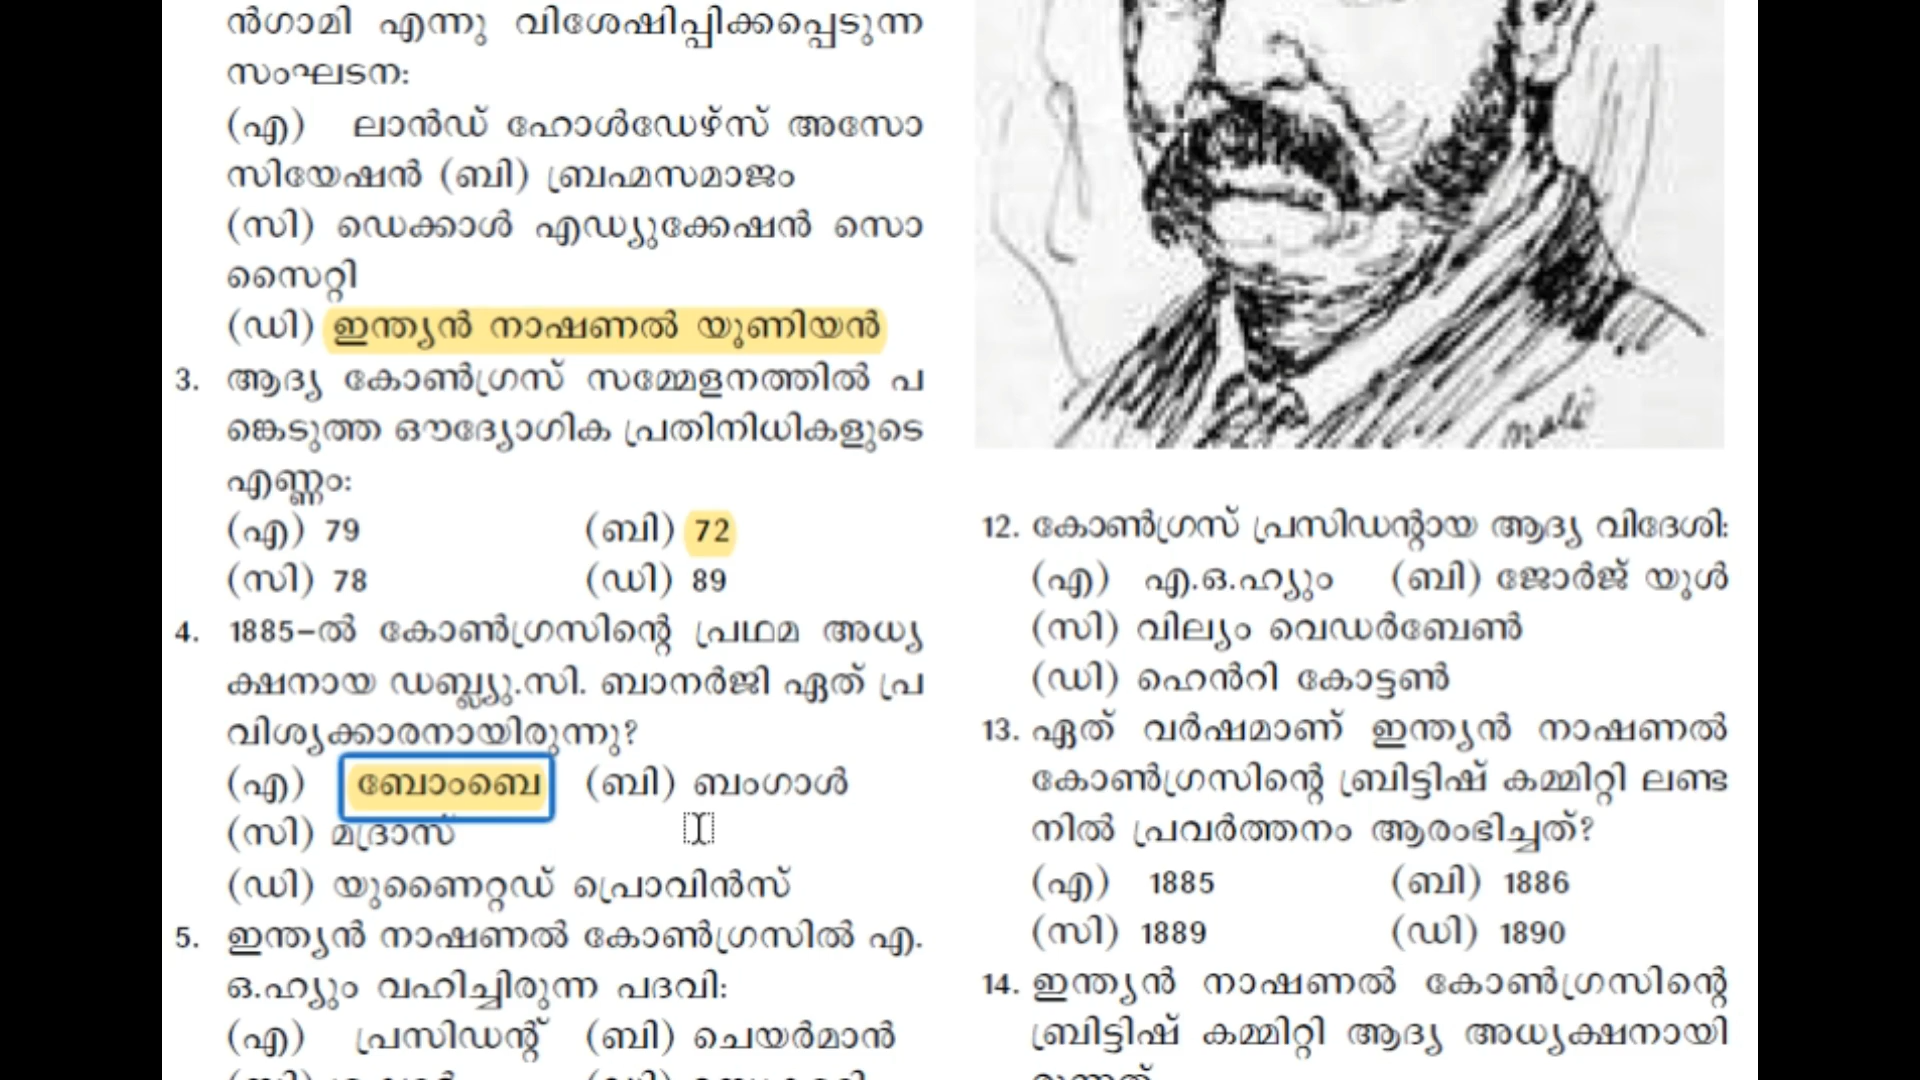 ൻഗാമി എന്നു വിശേഷിപ്പിക്കപ്പെടുന്ന
സംഘടന:
(എ) ലാൻഡ് ഹോൾഡേഴ്സ് അസോ
സിയേഷൻ (ബി) ബ്രഹ്മസമാജം
(സി) ഡെക്കാൾ എഡ്യുക്കേഷൻ സൊ
സൈറ്റി
(ഡി) ഇന്ത്യൻ നാഷണൽ യൂണിയൻ
3. ആദ്യ കോൺഗ്രസ് സമ്മേളനത്തിൽ പ
ങ്കെടുത്ത ഔദ്യോഗിക പ്രതിനിധികളുടെ
എണ്ണം:
(എ) 79 (ബി) 72
(സി) 78 (ഡി) 89
4. 1885-ൽ കോൺഗ്രസിന്റെ പ്രഥമ അധ്യ
ക്ഷനായ ഡബ്ല്യു.സി. ബാനർജി ഏത് പ്ര
വിശ്യക്കാരനായിരുന്നു?
(എ) ബോംബെ (ബി) ബംഗാൾ
(സി) മദ്രാസ്
(ഡി) യുണൈറ്റഡ് പ്രൊവിൻസ്
5. ഇന്ത്യൻ നാഷണൽ കോൺഗ്രസിൽ എ.
ഒ.ഹ്യൂം വഹിച്ചിരുന്ന പദവി:
(എ) പ്രസിഡന്റ് (ബി) ചെയർമാൻ
12. കോൺഗ്രസ് പ്രസിഡന്റായ ആദ്യ വിദേശി:
(എ) എ.ഒ.ഹ്യൂം (ബി) ജോർജ് യൂൾ
(സി) വില്യം വെഡർബേൺ
(ഡി) ഹെൻറി കോട്ടൺ
13. ഏത് വർഷമാണ് ഇന്ത്യൻ നാഷണൽ
കോൺഗ്രസിന്റെ ബ്രിട്ടിഷ് കമ്മിറ്റി ലണ്ട
നിൽ പ്രവർത്തനം ആരംഭിച്ചത്?
(എ) 1885 (ബി) 1886
(സി) 1889 (ഡി) 1890
14. ഇന്ത്യൻ നാഷണൽ കോൺഗ്രസിന്റെ
ബ്രിട്ടിഷ് കമ്മിറ്റി ആദ്യ അധ്യക്ഷനായി